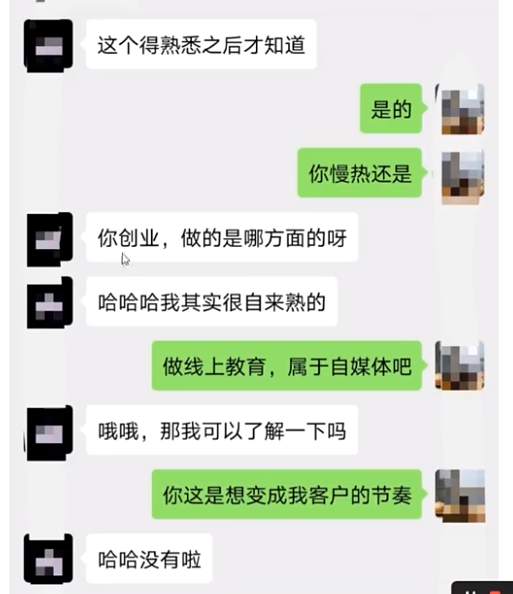 这个得熟悉之后才知道
是的
你慢热还是
你创业，做的是哪方面的呀
哈哈哈我其实很自来熟的
做线上教育，属于自媒体吧
哦哦，那我可以了解一下吗
你这是想变成我客户的节奏
哈哈没有啦